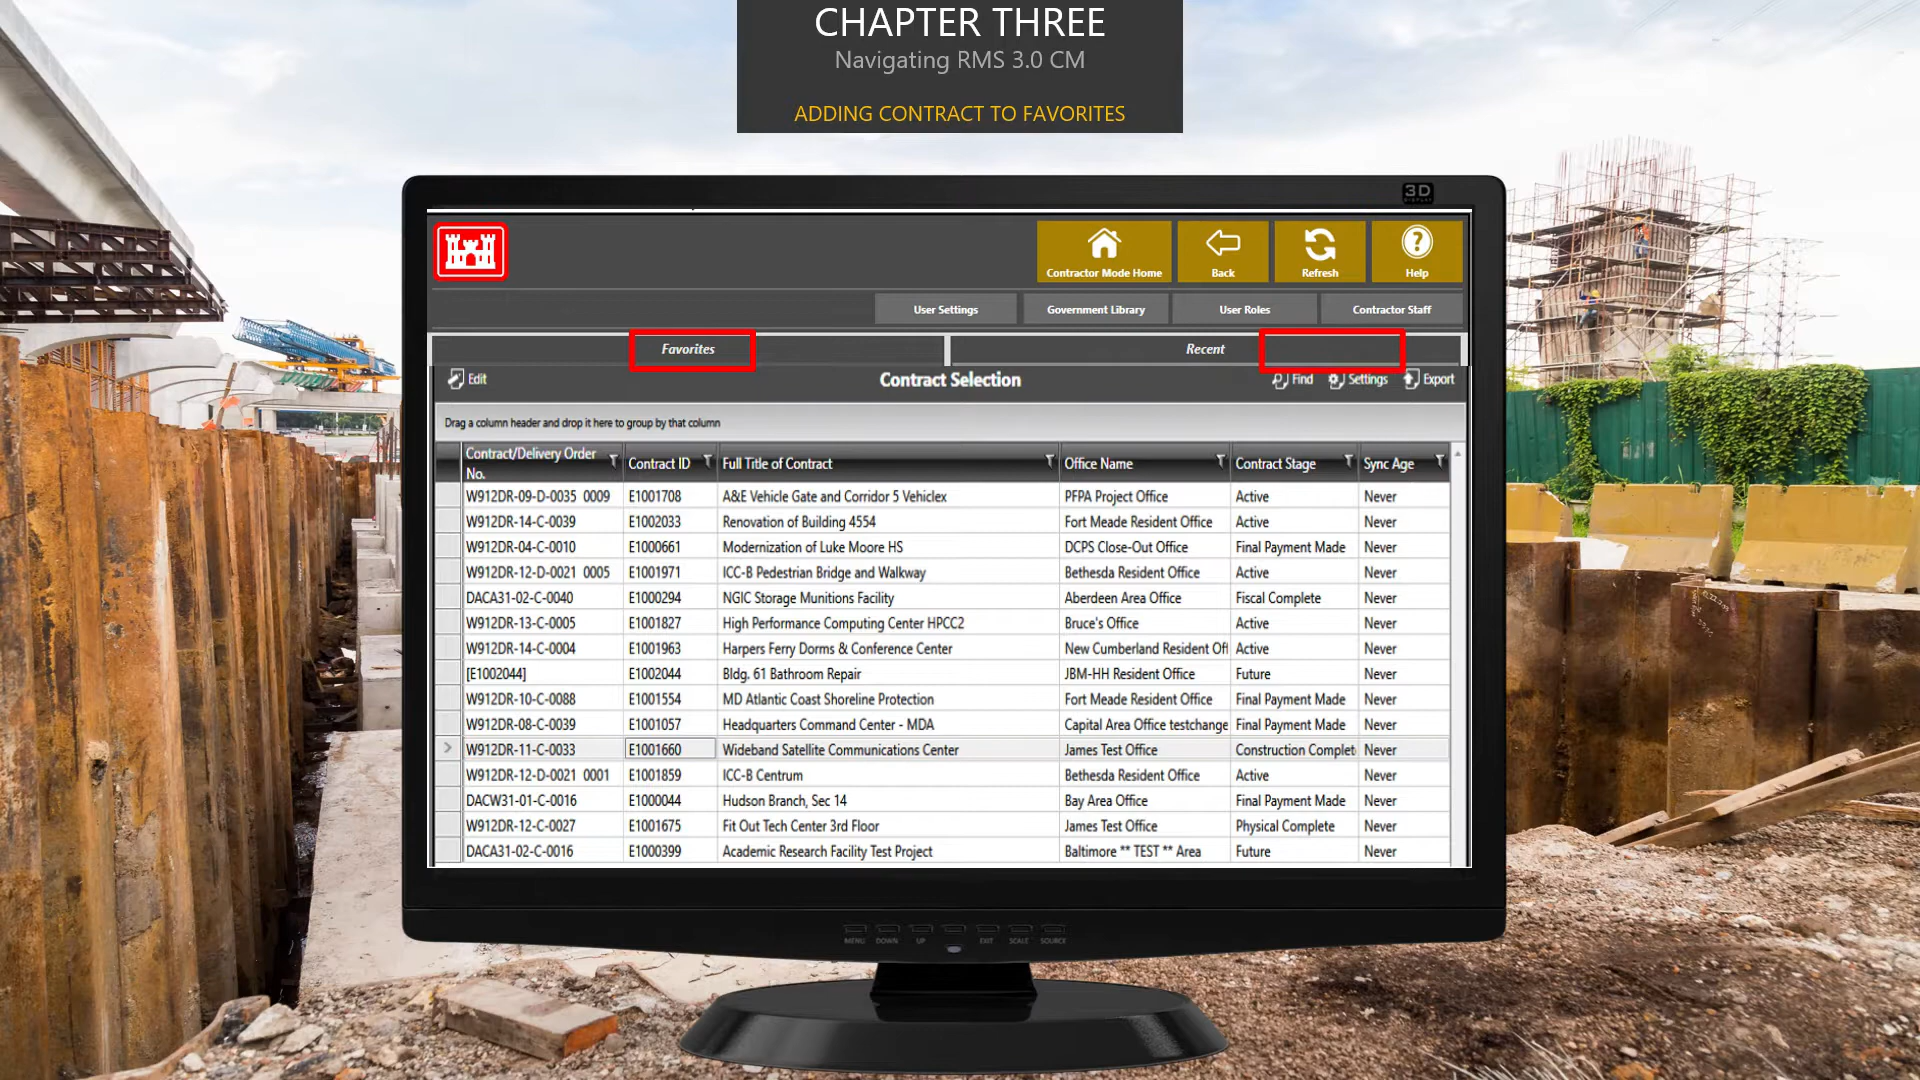 CHAPTER THREE
Navigating RMS 3.0 CM
ADDING CONTRACT TO FAVORITES
3D
DISPLAY
Contractor Mode Home Back Refresh Help
User Settings Government Library User Roles Contractor Staff
Favorites Recent
Edit Contract Selection Find Settings Export
Drag a column header and drop it here to group by that column
Contract/Delivery Order No. Contract ID Full Title of Contract Office Name Contract Stage Sync Age
W912DR-09-D-0035 0009 E1001708 A&E Vehicle Gate and Corridor 5 Vehiclex PFPA Project Office Active Never
W912DR-14-C-0039 E1002033 Renovation of Building 4554 Fort Meade Resident Office Active Never
W912DR-04-C-0010 E1000661 Modernization of Luke Moore HS DCPS Close-Out Office Final Payment Made Never
W912DR-12-D-0021 0005 E1001971 ICC-B Pedestrian Bridge and Walkway Bethesda Resident Office Active Never
DACA31-02-C-0040 E1000294 NGIC Storage Munitions Facility Aberdeen Area Office Fiscal Complete Never
W912DR-13-C-0005 E1001827 High Performance Computing Center HPCC2 Bruce's Office Active Never
W912DR-14-C-0004 E1001963 Harpers Ferry Dorms & Conference Center New Cumberland Resident Off Active Never
[E1002044] E1002044 Bldg. 61 Bathroom Repair JBM-HH Resident Office Future Never
W912DR-10-C-0088 E1001554 MD Atlantic Coast Shoreline Protection Fort Meade Resident Office Final Payment Made Never
W912DR-08-C-0039 E1001057 Headquarters Command Center - MDA Capital Area Office testchange Final Payment Made Never
W912DR-11-C-0033 E1001660 Wideband Satellite Communications Center James Test Office Construction Complet Never
W912DR-12-D-0021 0001 E1001859 ICC-B Centrum Bethesda Resident Office Active Never
DACW31-01-C-0016 E1000044 Hudson Branch, Sec 14 Bay Area Office Final Payment Made Never
W912DR-12-C-0027 E1001675 Fit Out Tech Center 3rd Floor James Test Office Physical Complete Never
DACA31-02-C-0016 E1000399 Academic Research Facility Test Project Baltimore ** TEST ** Area Future Never
MENU DOWN UP EXIT SCALE SOURCE